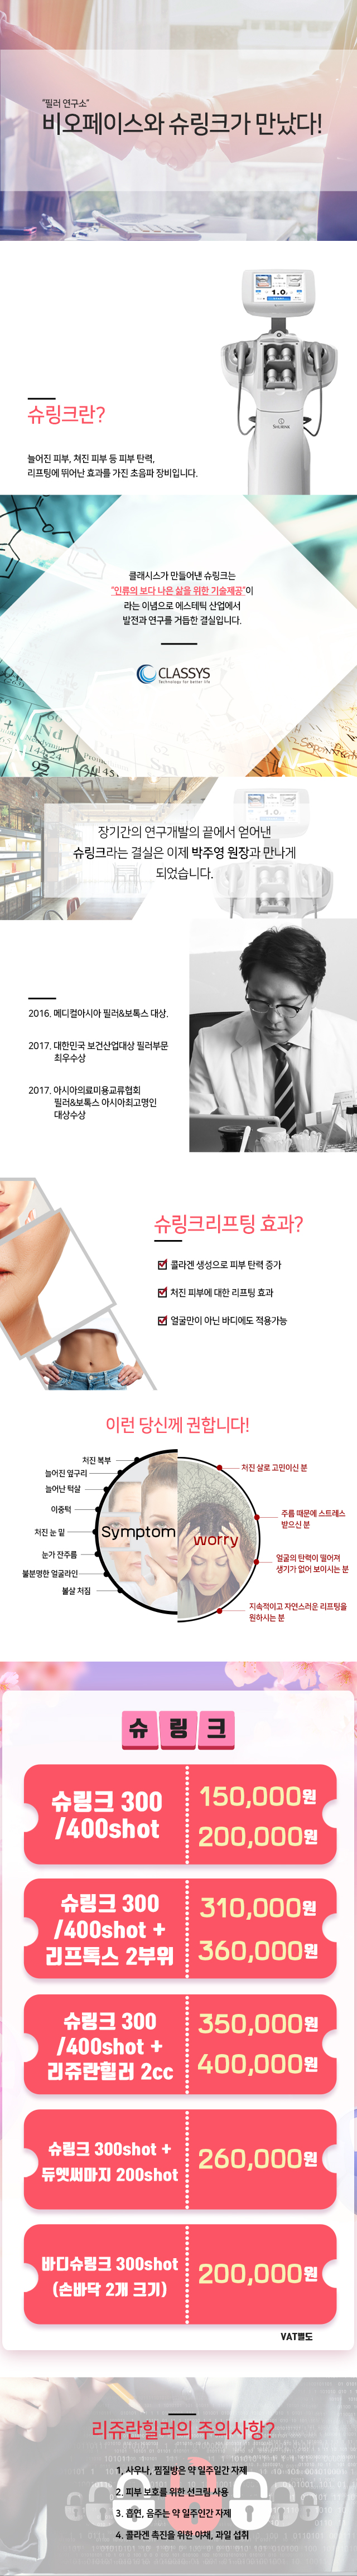 "필러 연구소"
비오페이스와 슈링크가 만났다!
슈링크란?
늘어진 피부, 쳐진 피부 등 피부 탄력,
리프팅에 뛰어난 효과를 가진 초음파 장비입니다.
클래시스가 만들어낸 슈링크는
"인류의 보다 나은 삶을 위한 기술제공"이
라는 이념으로 에스테틱 산업에서
발전과 연구를 거듭한 결실입니다.
CLASSYS
Technology for better life
장기간의 연구개발의 끝에서 얻어낸
슈링크라는 결실은 이제 박주영 원장과 만나게
되었습니다.
2016. 메디컬아시아 필러&보톡스 대상.
2017. 대한민국 보건산업대상 필러부문
최우수상
2017. 아시아의료미용교류협회
필러&보톡스 아시아최고명인
대상수상
슈링크리프팅 효과?
콜라겐 생성으로 피부 탄력 증가
처진 피부에 대한 리프팅 효과
얼굴만이 아닌 바디에도 적용가능
이런 당신께 권합니다!
처진 복부
늘어진 옆구리
늘어난 턱살
이중턱
처진 눈 밑
눈가 잔주름
불분명한 얼굴라인
볼살 처짐
Symptom
worry
처진 살로 고민이신 분
주름 때문에 스트레스
받으신 분
얼굴의 탄력이 떨어져
생기가 없어 보이시는 분
지속적이고 자연스러운 리프팅을
원하시는 분
슈링크
슈링크 300
/400shot
150,000원
200,000원
슈링크 300
/400shot +
리프톡스 2부위
310,000원
360,000원
슈링크 300
/400shot +
리쥬란힐러 2cc
350,000원
400,000원
슈링크 300shot +
듀엣써마지 200shot
260,000원
바디슈링크 300shot
(손바닥 2개 크기)
200,000원
VAT별도
리쥬란힐러의 주의사항?
1. 사우나, 찜질방은 약 일주일간 자제
2. 피부 보호를 위한 선크림 사용
3. 흡연, 음주는 약 일주인간 자제
4. 콜라겐 촉진을 위한 야채, 과일 섭취